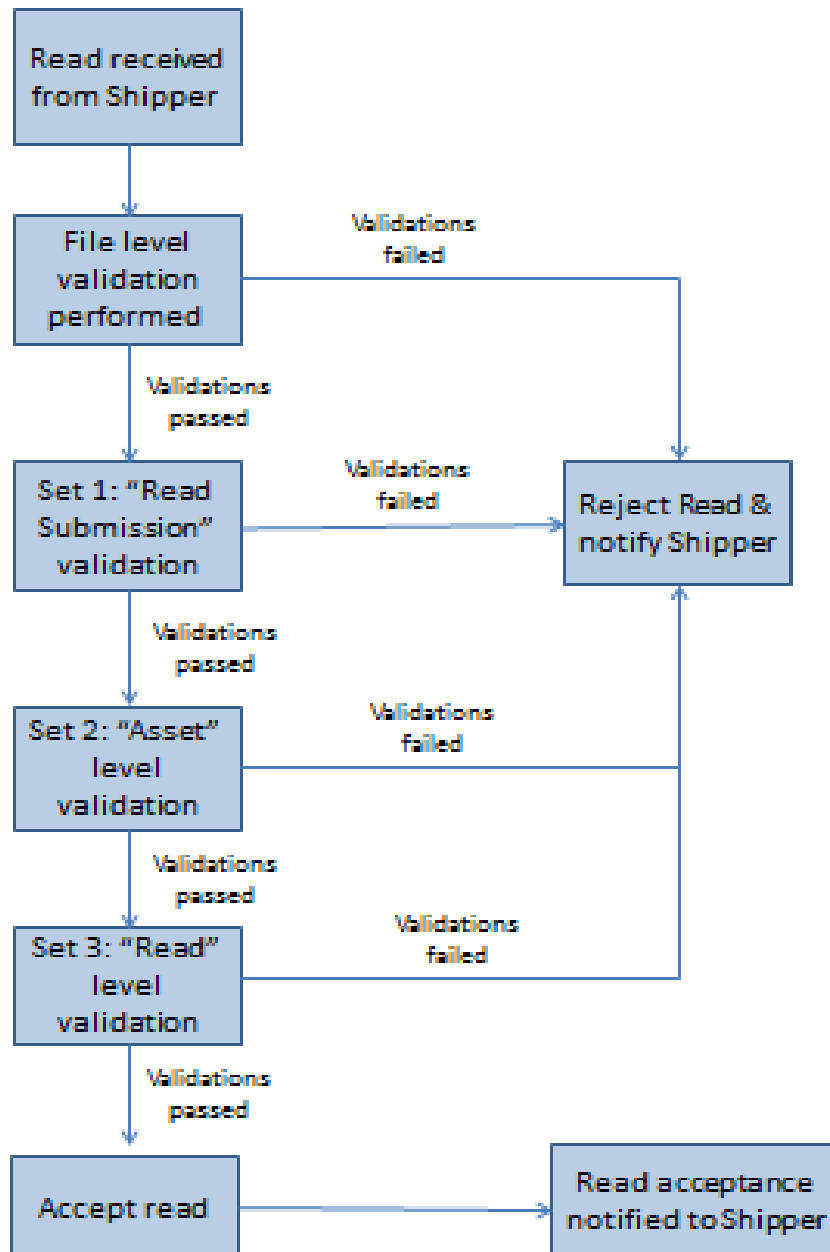 Read received
from Shipper
File level
validation
performed
Validations
failed
Validations
passed
Set 1: “Read
Submission”
validation
Validations
failed
Reject Read &
notify Shipper
Validations
passed
Set 2: “Asset”
level
validation
Validations
failed
Validations
passed
Set 3: “Read”
level
validation
Validations
failed
Validations
passed
Accept read
Read acceptance
notified to Shipper